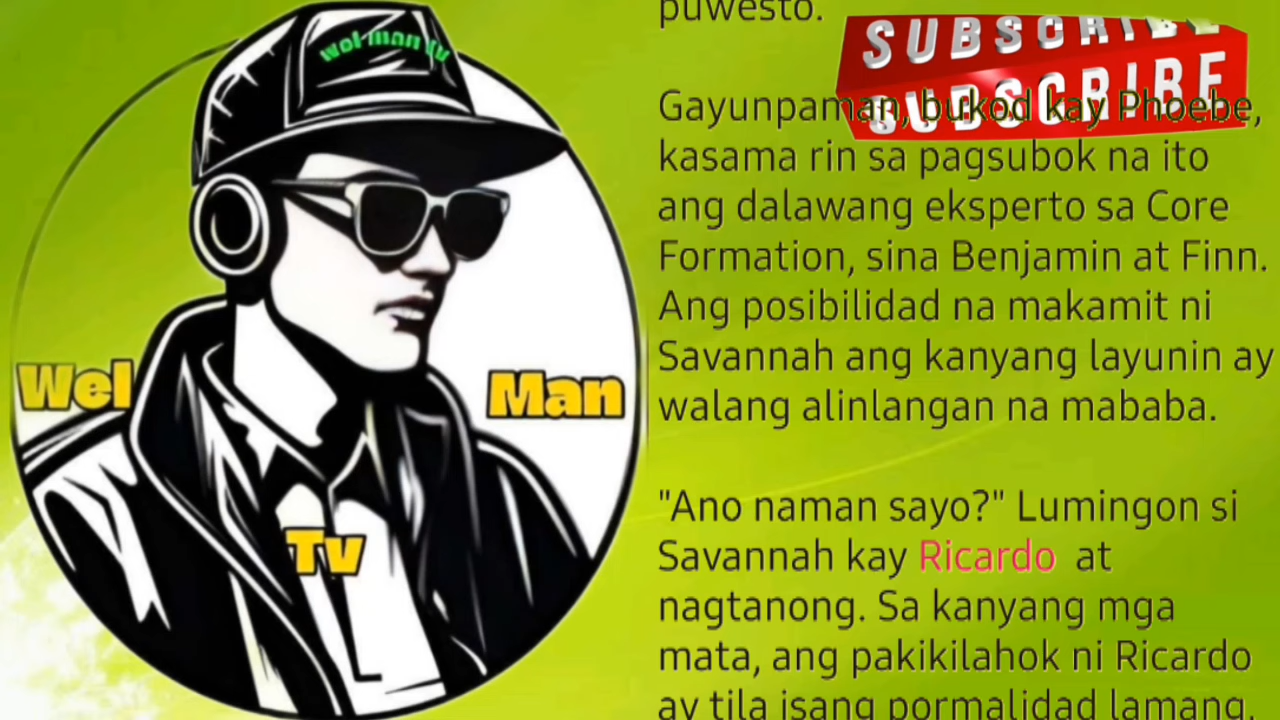 wel man tv
Wel
Man
Tv
SUBSCRIBE
SUBSCRIBE
puwesto.
Gayunpaman, bukod kay Phoebe,
kasama rin sa pagsubok na ito
ang dalawang eksperto sa Core
Formation, sina Benjamin at Finn.
Ang posibilidad na makamit ni
Savannah ang kanyang layunin ay
walang alinlangan na mababa.
"Ano naman sayo?" Lumingon si
Savannah kay Ricardo at
nagtanong. Sa kanyang mga
mata, ang pakikilahok ni Ricardo
ay tila isang pormalidad lamang.